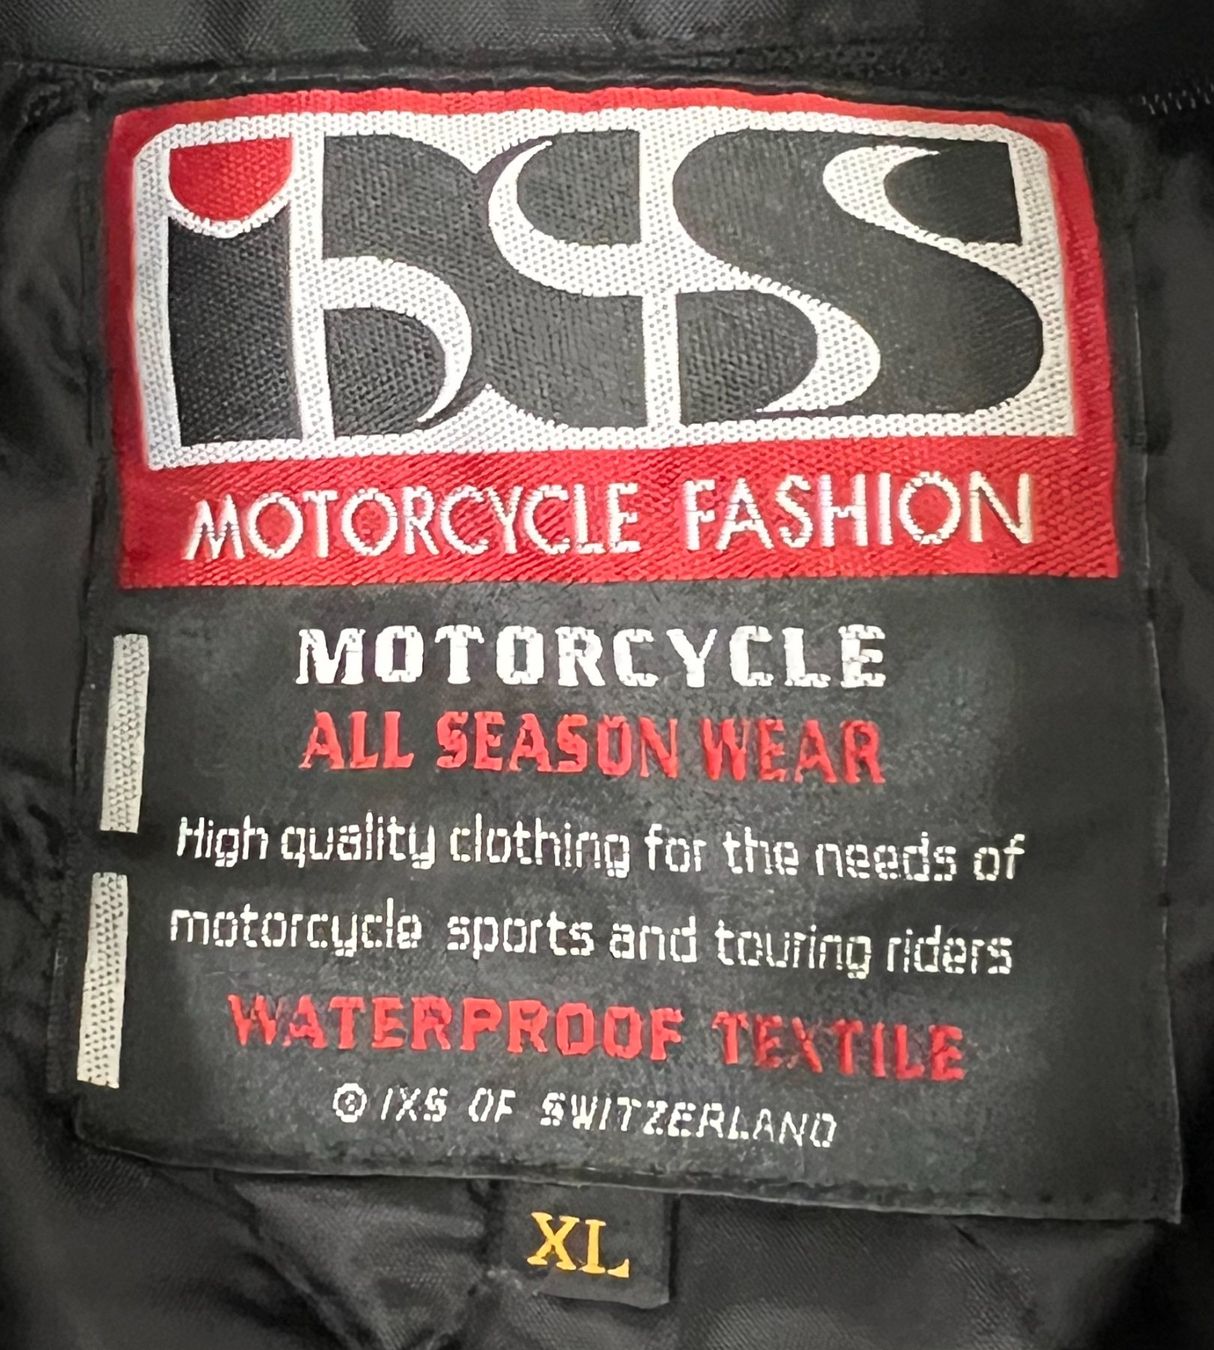 iXS
MOTORCYCLE FASHION
MOTORCYCLE
ALL SEASON WEAR
High quality clothing for the needs of
motorcycle sports and touring riders
WATERPROOF TEXTILE
© IXS OF SWITZERLAND
XL